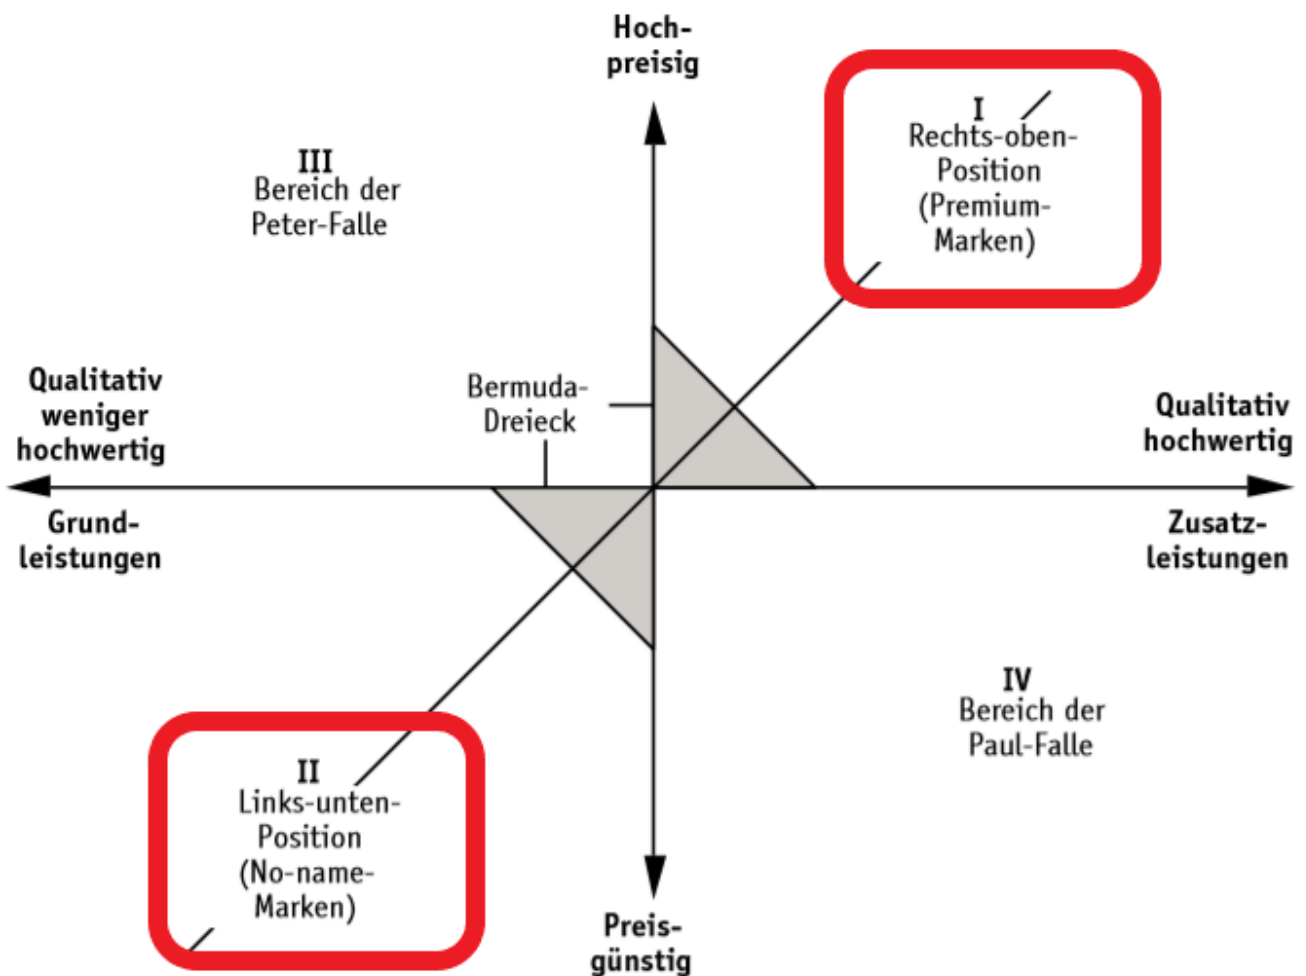 Hoch-
preisig
I
Rechts-oben-
Position
(Premium-
Marken)
III
Bereich der
Peter-Falle
Qualitativ
weniger
hochwertig
Bermuda-
Dreieck
Qualitativ
hochwertig
Grund-
leistungen
Zusatz-
leistungen
IV
Bereich der
Paul-Falle
II
Links-unten-
Position
(No-name-
Marken)
Preis-
günstig